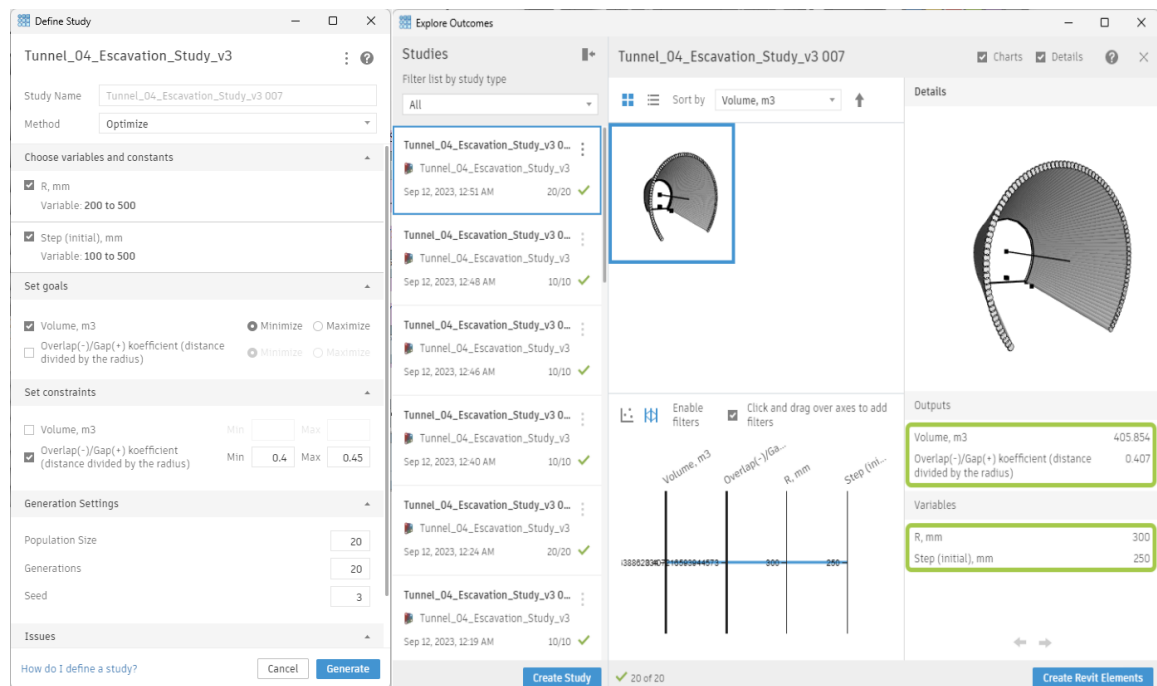 Define Study
Tunnel_04_Escavation_Study_v3
Study Name Tunnel_04_Escavation_Study_v3 007
Method Optimize
Choose variables and constants
R, mm
Variable: 200 to 500
Step (initial), mm
Variable: 100 to 500
Set goals
Volume, m3 Minimize Maximize
Overlap(-)/Gap(+) koefficient (distance
divided by the radius) Minimize Maximize
Set constraints
Volume, m3 Min Max
Overlap(-)/Gap(+) koefficient
(distance divided by the radius) Min 0.4 Max 0.45
Generation Settings
Population Size 20
Generations 20
Seed 3
Issues
How do I define a study? Cancel Generate
Explore Outcomes
Studies
Filter list by study type
All
Tunnel_04_Escavation_Study_v3 0...
Tunnel_04_Escavation_Study_v3
Sep 12, 2023, 12:51 AM 20/20
Tunnel_04_Escavation_Study_v3 0...
Tunnel_04_Escavation_Study_v3
Sep 12, 2023, 12:48 AM 10/10
Tunnel_04_Escavation_Study_v3 0...
Tunnel_04_Escavation_Study_v3
Sep 12, 2023, 12:46 AM 10/10
Tunnel_04_Escavation_Study_v3 0...
Tunnel_04_Escavation_Study_v3
Sep 12, 2023, 12:40 AM 10/10
Tunnel_04_Escavation_Study_v3 0...
Tunnel_04_Escavation_Study_v3
Sep 12, 2023, 12:24 AM 20/20
Tunnel_04_Escavation_Study_v3 0...
Tunnel_04_Escavation_Study_v3
Sep 12, 2023, 12:19 AM 10/10
Create Study
Tunnel_04_Escavation_Study_v3 007
Charts Details
Sort by Volume, m3
Enable
filters
Click and drag over axes to add
filters
Volume, m3
Overlap(-)/Ga...
R, mm
Step (ini...
300
250
20 of 20
Details
Outputs
Volume, m3 405.854
Overlap(-)/Gap(+) koefficient (distance 0.407
divided by the radius)
Variables
R, mm 300
Step (initial), mm 250
Create Revit Elements